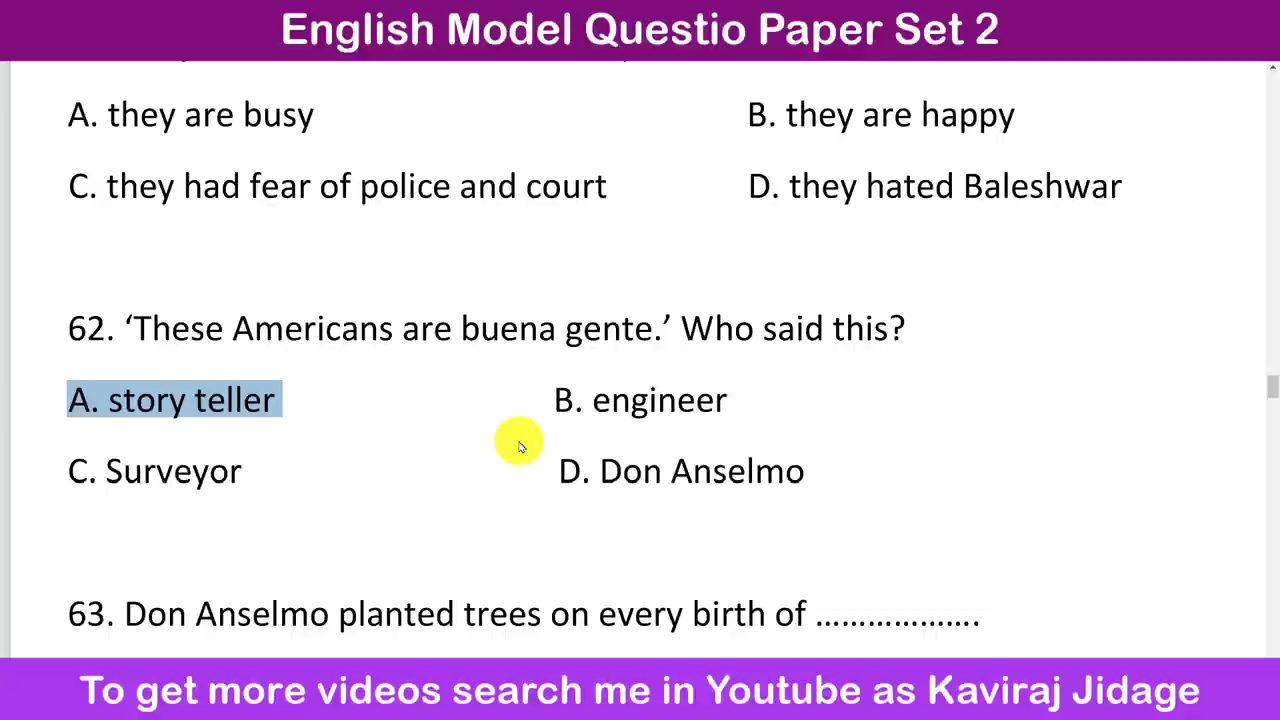 English Model Questio Paper Set 2
A. they are busy B. they are happy
C. they had fear of police and court D. they hated Baleshwar
62. ‘These Americans are buena gente.’ Who said this?
A. story teller B. engineer
C. Surveyor D. Don Anselmo
63. Don Anselmo planted trees on every birth of ……………….
To get more videos search me in Youtube as Kaviraj Jidage